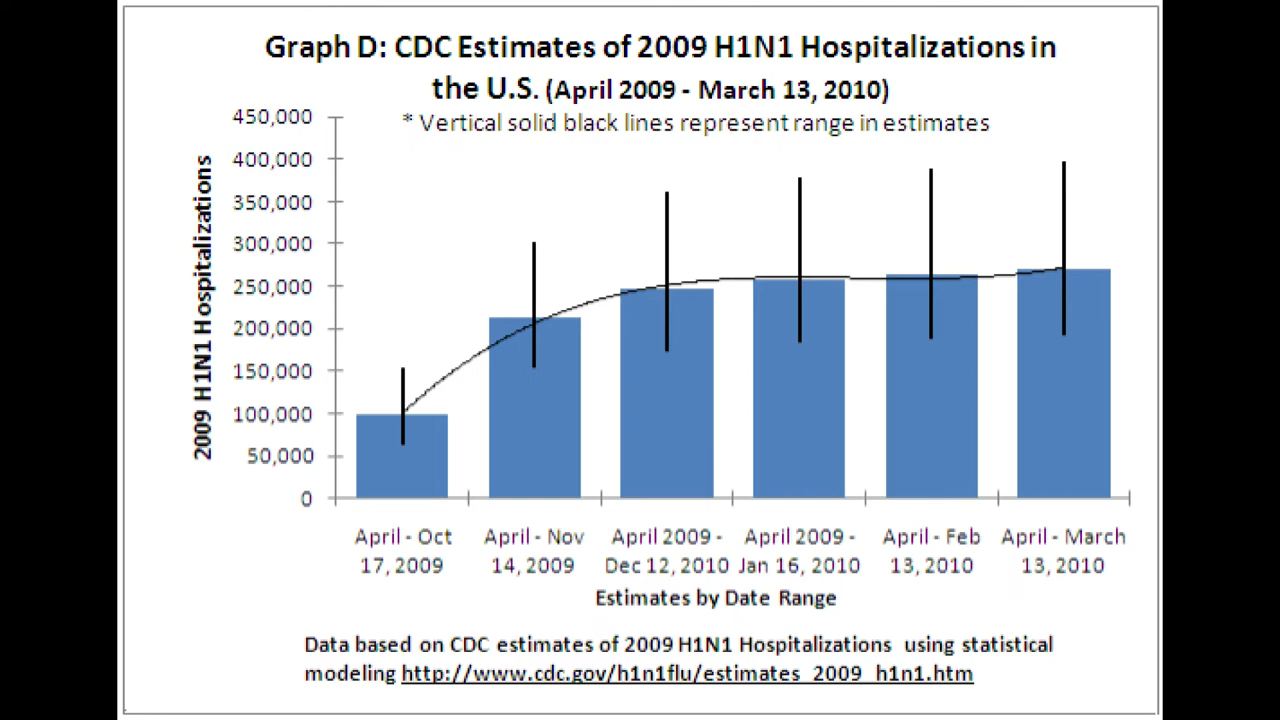 Graph D: CDC Estimates of 2009 H1N1 Hospitalizations in
the U.S. (April 2009 - March 13, 2010)
* Vertical solid black lines represent range in estimates
2009 H1N1 Hospitalizations
450,000
400,000
350,000
300,000
250,000
200,000
150,000
100,000
50,000
0
April - Oct
17, 2009
April - Nov
14, 2009
April 2009 -
Dec 12, 2010
April 2009 -
Jan 16, 2010
April - Feb
13, 2010
April - March
13, 2010
Estimates by Date Range
Data based on CDC estimates of 2009 H1N1 Hospitalizations using statistical
modeling http://www.cdc.gov/h1n1flu/estimates_2009_h1n1.htm